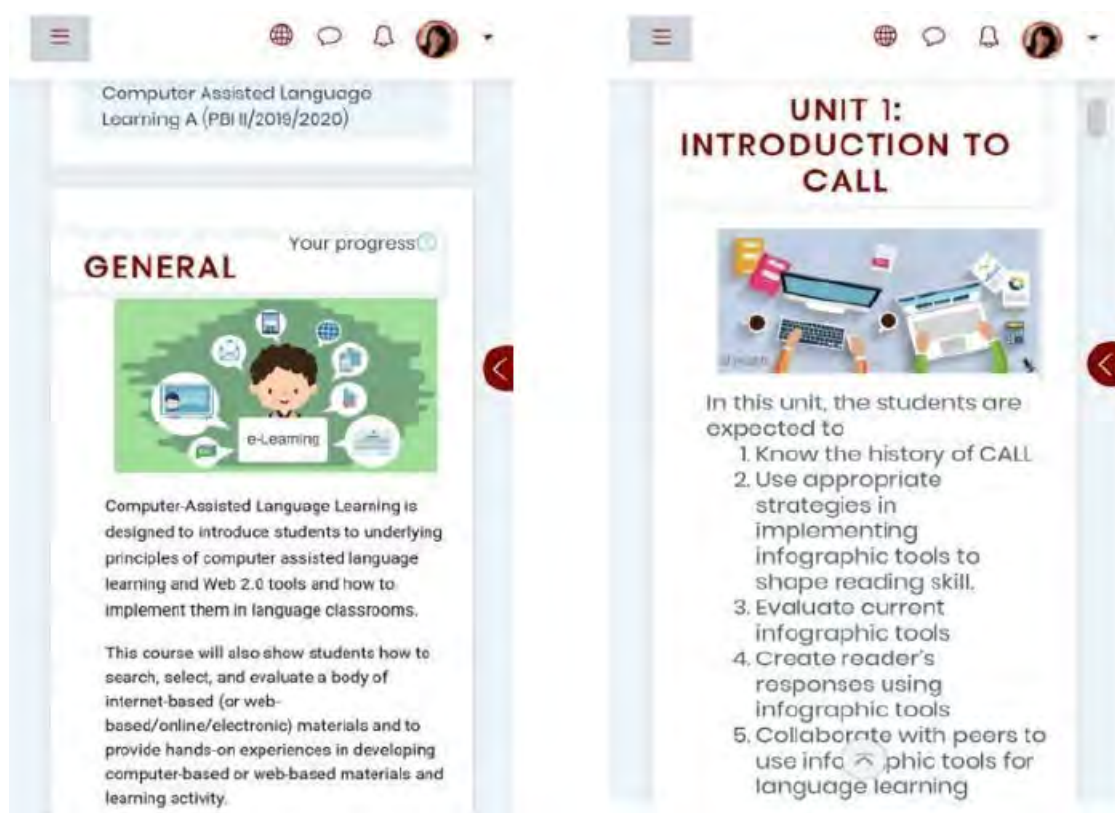 Computer Assisted Language
Learning A (PBI II/2019/2020)
Your progress
GENERAL
e-Learning
Computer-Assisted Language Learning is
designed to introduce students to underlying
principles of computer assisted language
learning and Web 2.0 tools and how to
implement them in language classrooms.
This course will also show students how to
search, select, and evaluate a body of
internet-based (or web-
based/online/electronic) materials and to
provide hands-on experiences in developing
computer-based or web-based materials and
learning activity.
UNIT 1:
INTRODUCTION TO
CALL
In this unit, the students are
expected to
1. Know the history of CALL
2. Use appropriate
strategies in
implementing
infographic tools to
shape reading skill.
3. Evaluate current
infographic tools
4. Create reader's
responses using
infographic tools
5. Collaborate with peers to
use info phic tools for
language learning